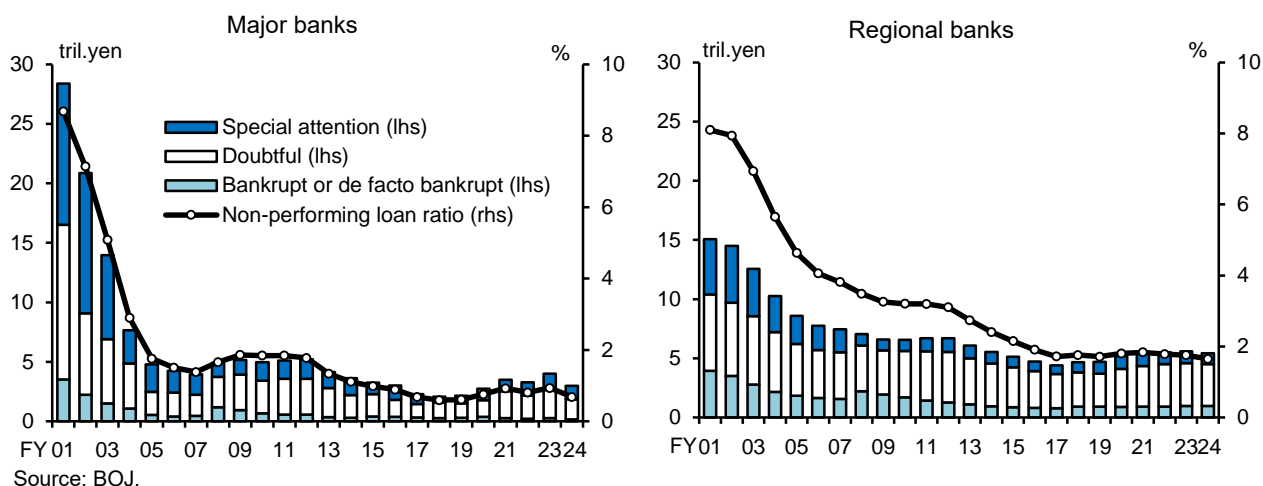 Major banks
tril.yen %
30 10
25
8
20
6
15
4
10
2
5
0 0
Special attention (lhs)
Doubtful (lhs)
Bankrupt or de facto bankrupt (lhs)
Non-performing loan ratio (rhs)
FY 01 03 05 07 09 11 13 15 17 19 21 23 24
Regional banks
tril.yen %
30 10
25
8
20
6
15
4
10
2
5
0 0
FY 01 03 05 07 09 11 13 15 17 19 21 23 24
Source: BOJ.